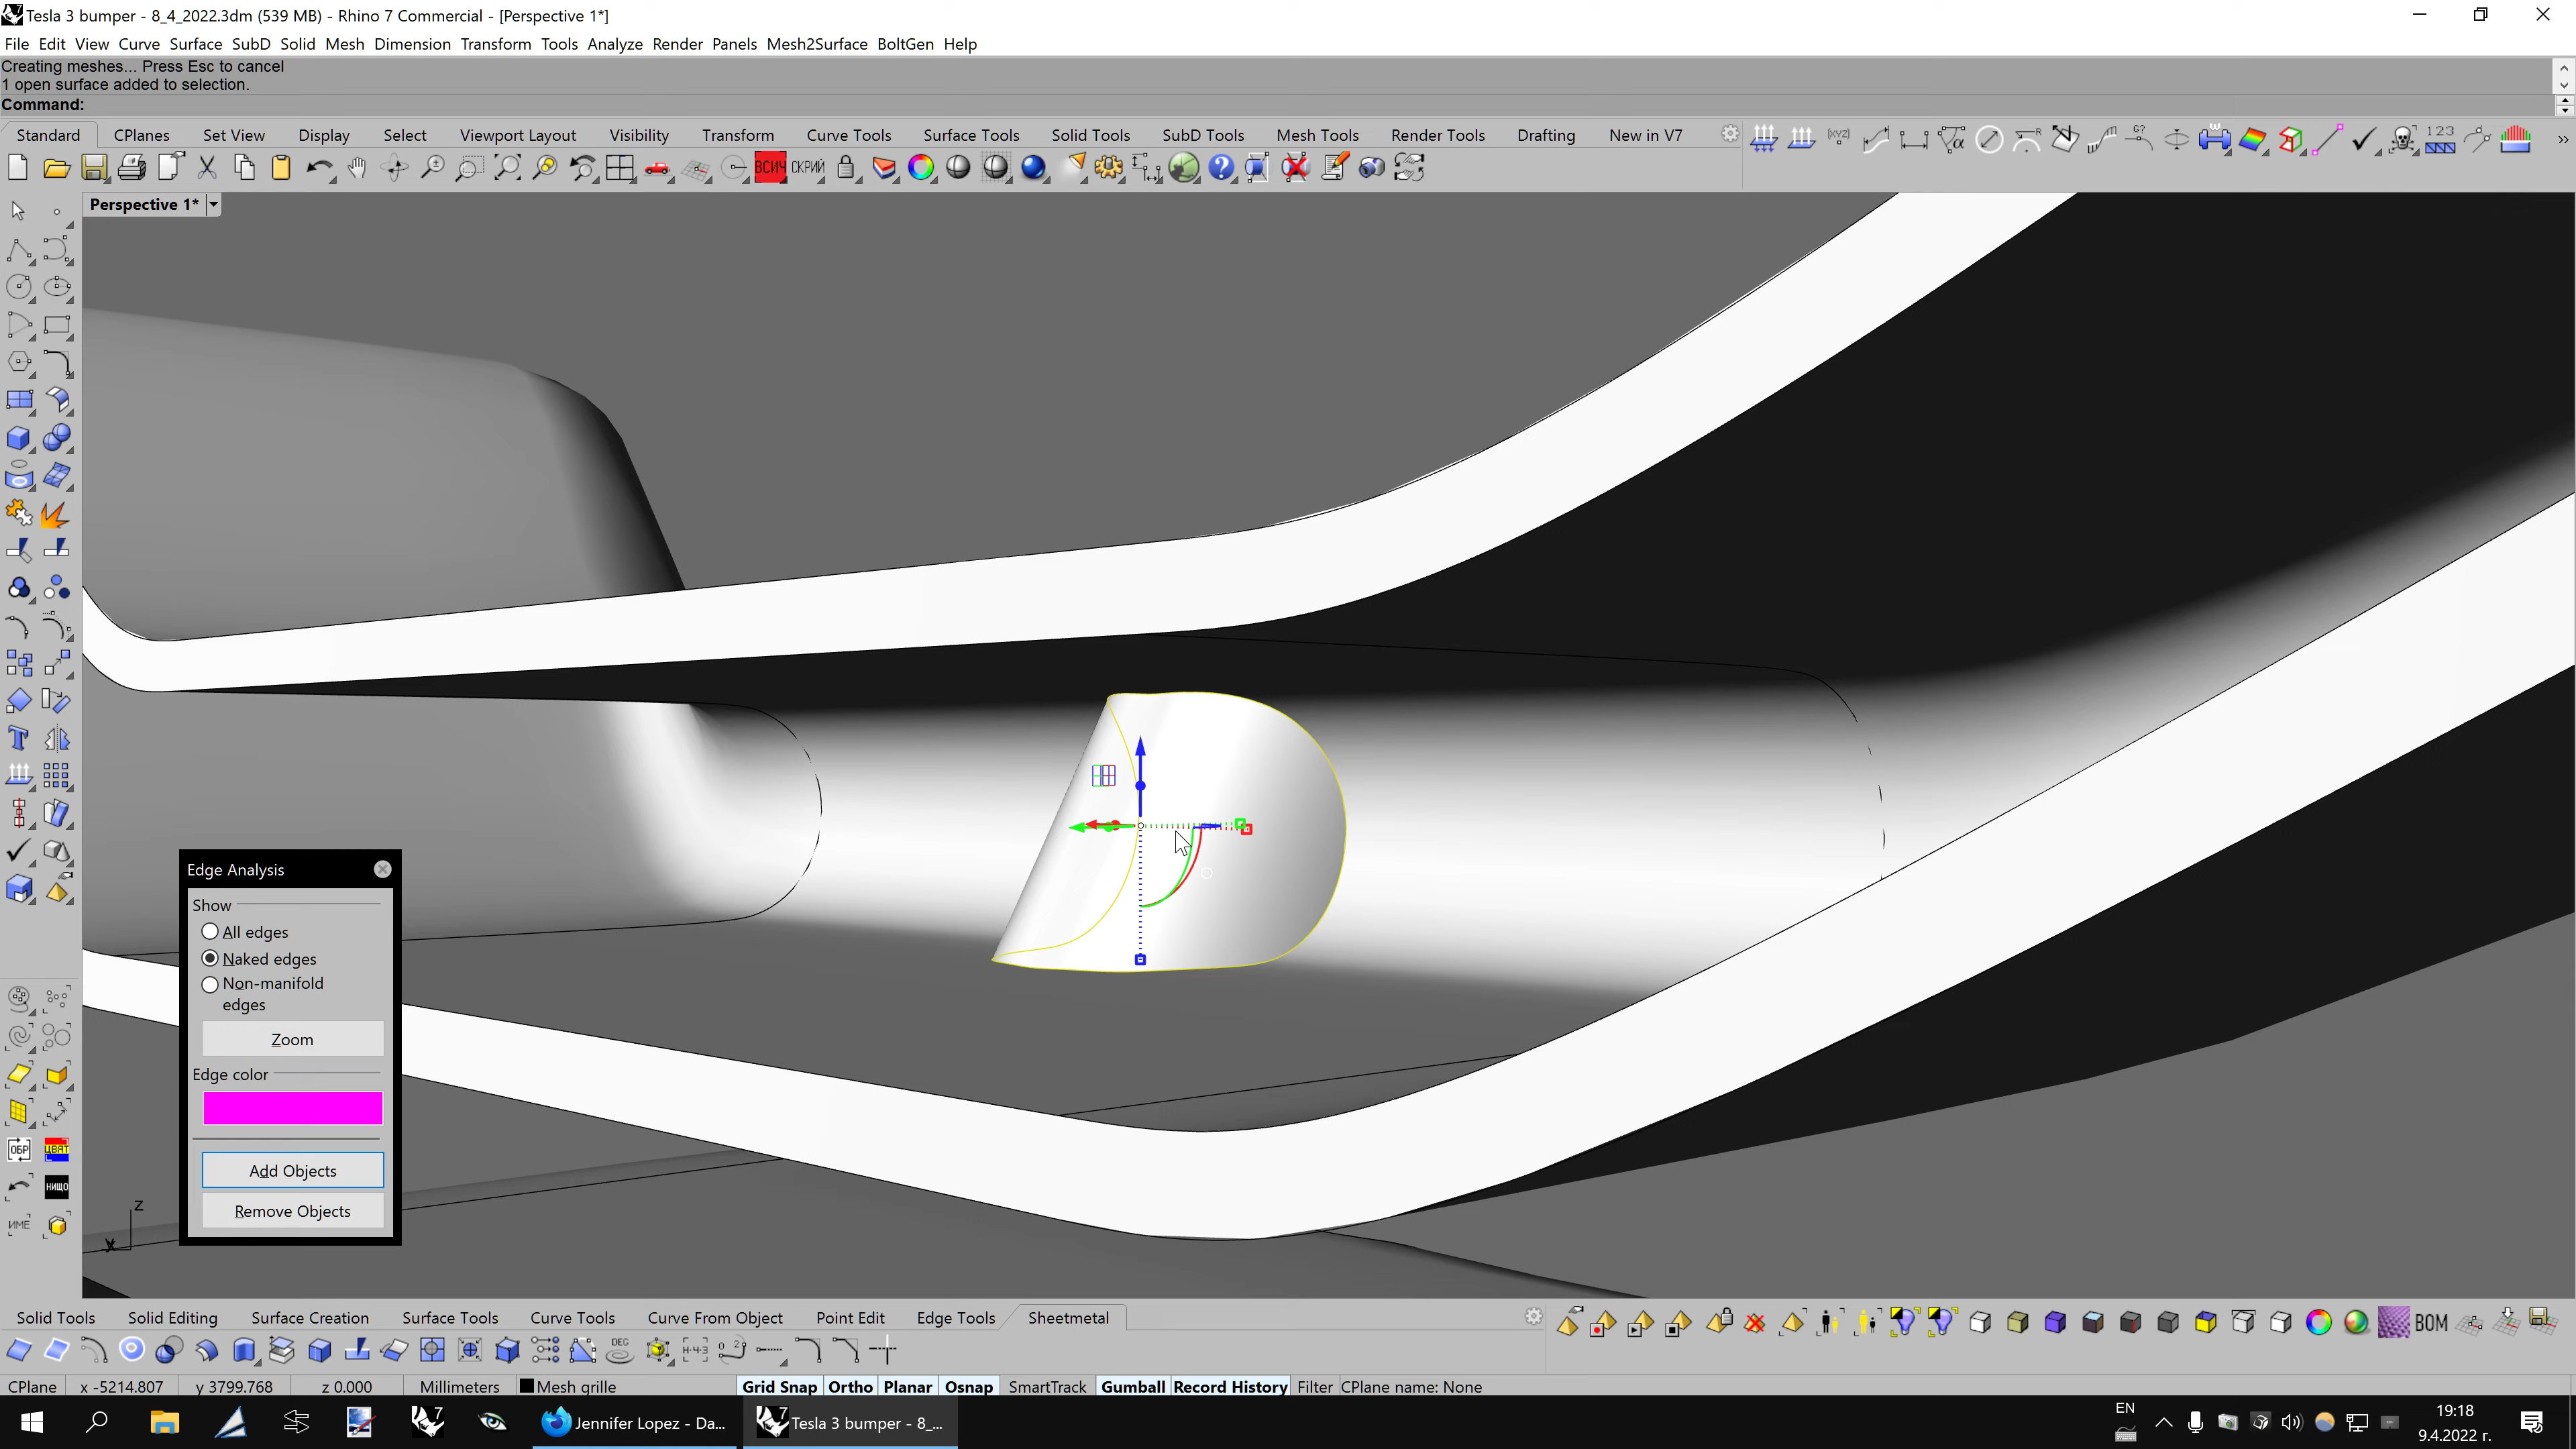 Tesla 3 bumper - 8_4_2022.3dm (539 MB) - Rhino 7 Commercial - [Perspective 1*]
File Edit View Curve Surface SubD Solid Mesh Dimension Transform Tools Analyze Render Panels Mesh2Surface BoltGen Help
Creating meshes... Press Esc to cancel
1 open surface added to selection.
Command:
Standard CPlanes Set View Display Select Viewport Layout Visibility Transform Curve Tools Surface Tools Solid Tools SubD Tools Mesh Tools Render Tools Drafting New in V7
ВСИЧ СКРИЙ
Perspective 1*
Edge Analysis
Show
All edges
Naked edges
Non-manifold
edges
Zoom
Edge color
Add Objects
Remove Objects
ОБР ЦВЯТ
НИЩО
ИМЕ
z
Solid Tools Solid Editing Surface Creation Surface Tools Curve Tools Curve From Object Point Edit Edge Tools Sheetmetal
BOM
DEG
CPlane x -5214.807 y 3799.768 z 0.000 Millimeters Mesh grille Grid Snap Ortho Planar Osnap SmartTrack Gumball Record History Filter CPlane name: None
Jennifer Lopez - Da... Tesla 3 bumper - 8_... EN 19:18
9.4.2022 г.